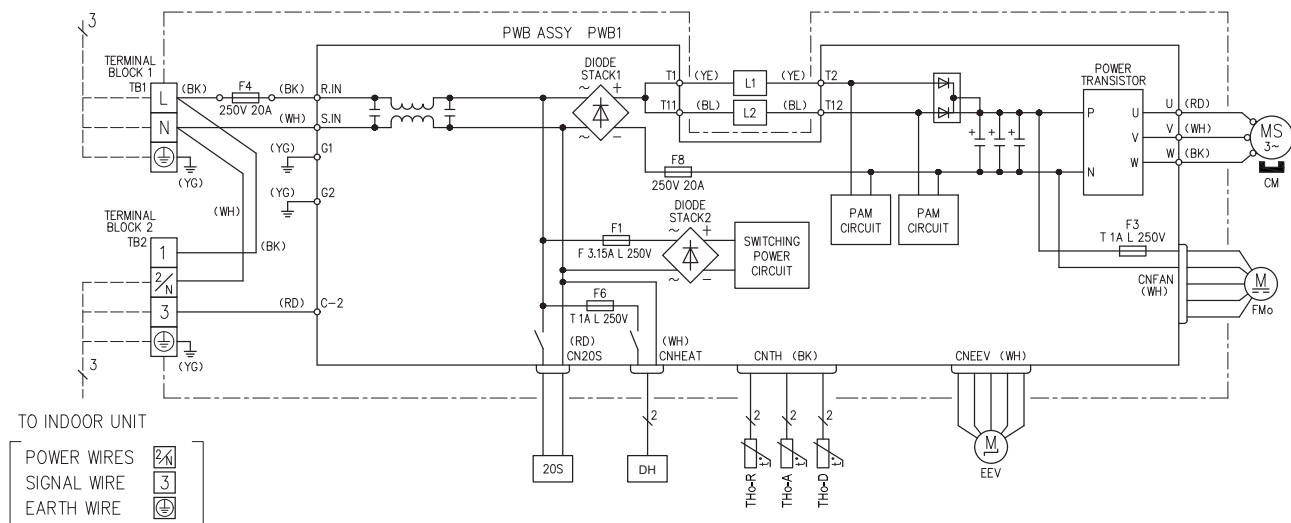 3
TERMINAL
BLOCK 1
TB1
L
N
(BK)
F4
250V 20A
(BK)
R.IN
(WH)
S.IN
(YG)
G1
(YG)
(YG)
G2
(WH)
TERMINAL
BLOCK 2
TB2
1
2/N
3
(BK)
(RD)
C-2
(YG)
3
PWB ASSY PWB1
DIODE
STACK1
~ +
~ −
T1
(YE)
L1
(YE)
T2
T11
(BL)
L2
(BL)
T12
F8
250V 20A
+ + +
PAM
CIRCUIT
PAM
CIRCUIT
POWER
TRANSISTOR
P
U
V
N
W
U
(RD)
V
(WH)
W
(BK)
MS
3~
CM
F1
F 3.15A L 250V
DIODE
STACK2
~ +
~ −
SWITCHING
POWER
CIRCUIT
F3
T 1A L 250V
CNFAN
(WH)
M
FMo
F6
T 1A L 250V
(RD)
CN20S
(WH)
CNHEAT
CNTH (BK)
CNEEV (WH)
2
2
2
2
20S
DH
t°
t°
t°
THo-R
THo-A
THo-D
M
EEV
TO INDOOR UNIT
POWER WIRES 2/N
SIGNAL WIRE 3
EARTH WIRE